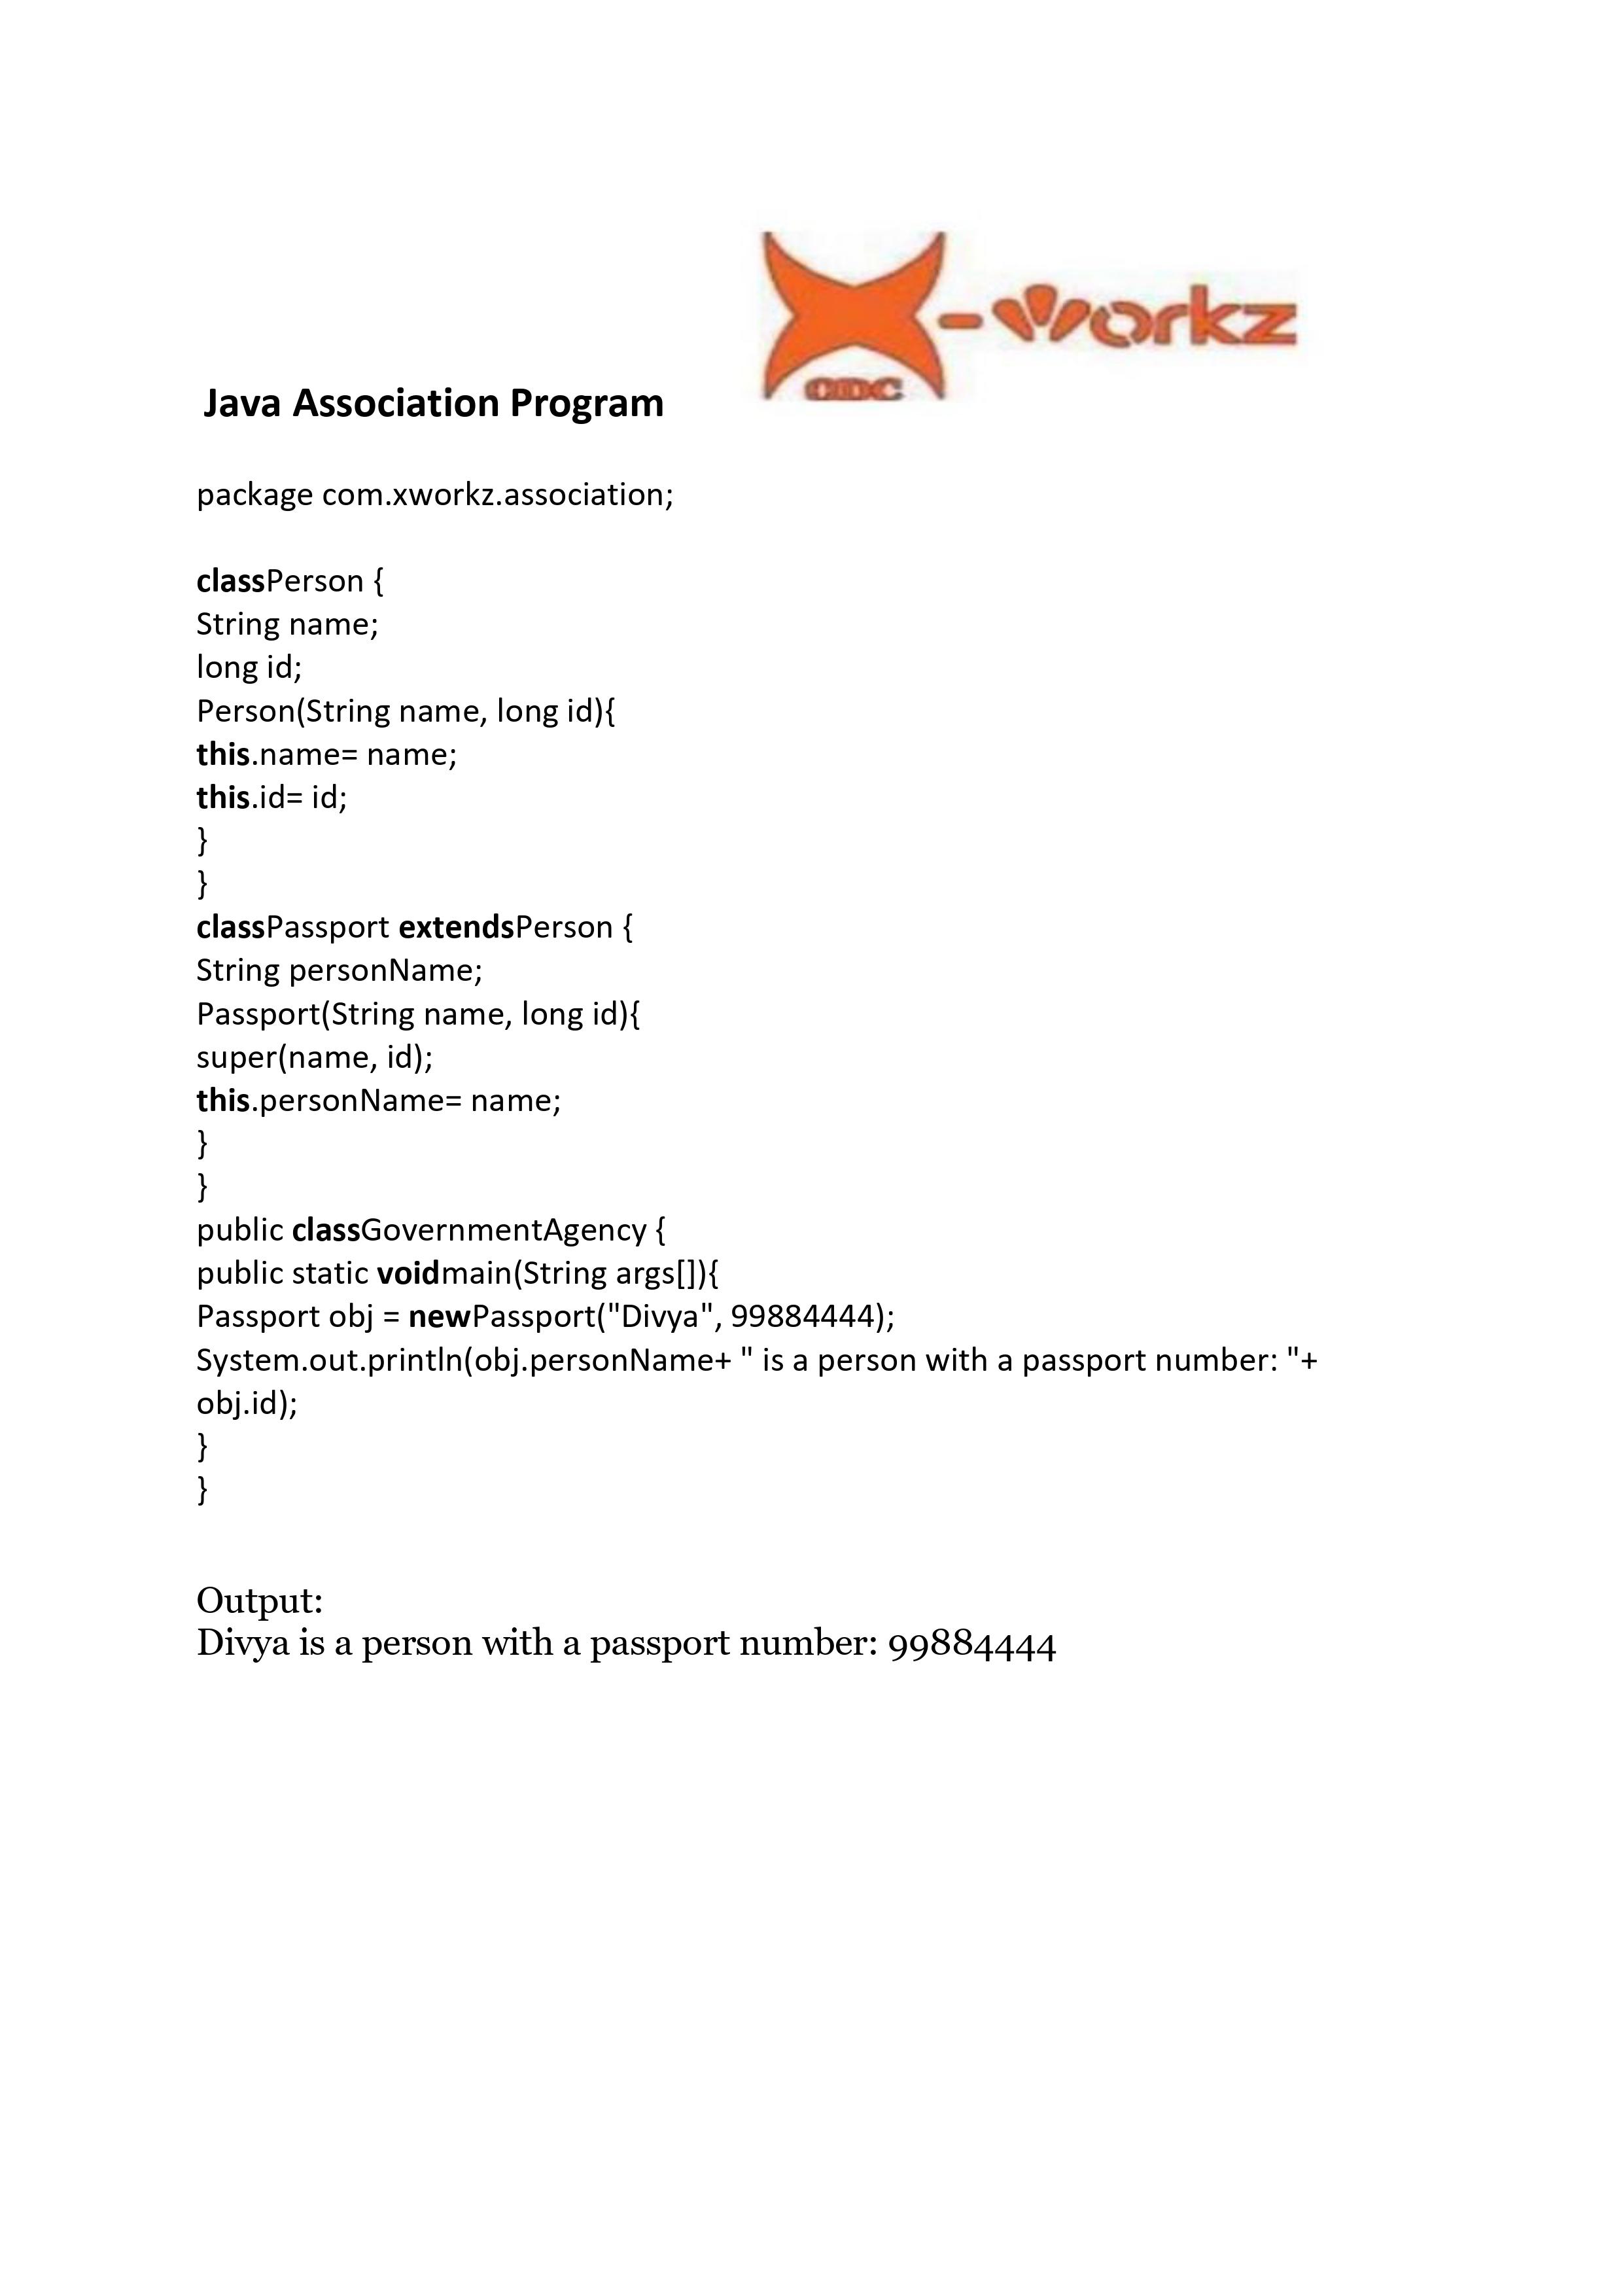 X-workz
ODC
Java Association Program
package com.xworkz.association;
classPerson {
String name;
long id;
Person(String name, long id){
this.name= name;
this.id= id;
}
}
classPassport extendsPerson {
String personName;
Passport(String name, long id){
super(name, id);
this.personName= name;
}
}
public classGovernmentAgency {
public static voidmain(String args[]){
Passport obj = newPassport("Divya", 99884444);
System.out.println(obj.personName+ " is a person with a passport number: "+
obj.id);
}
}
Output:
Divya is a person with a passport number: 99884444